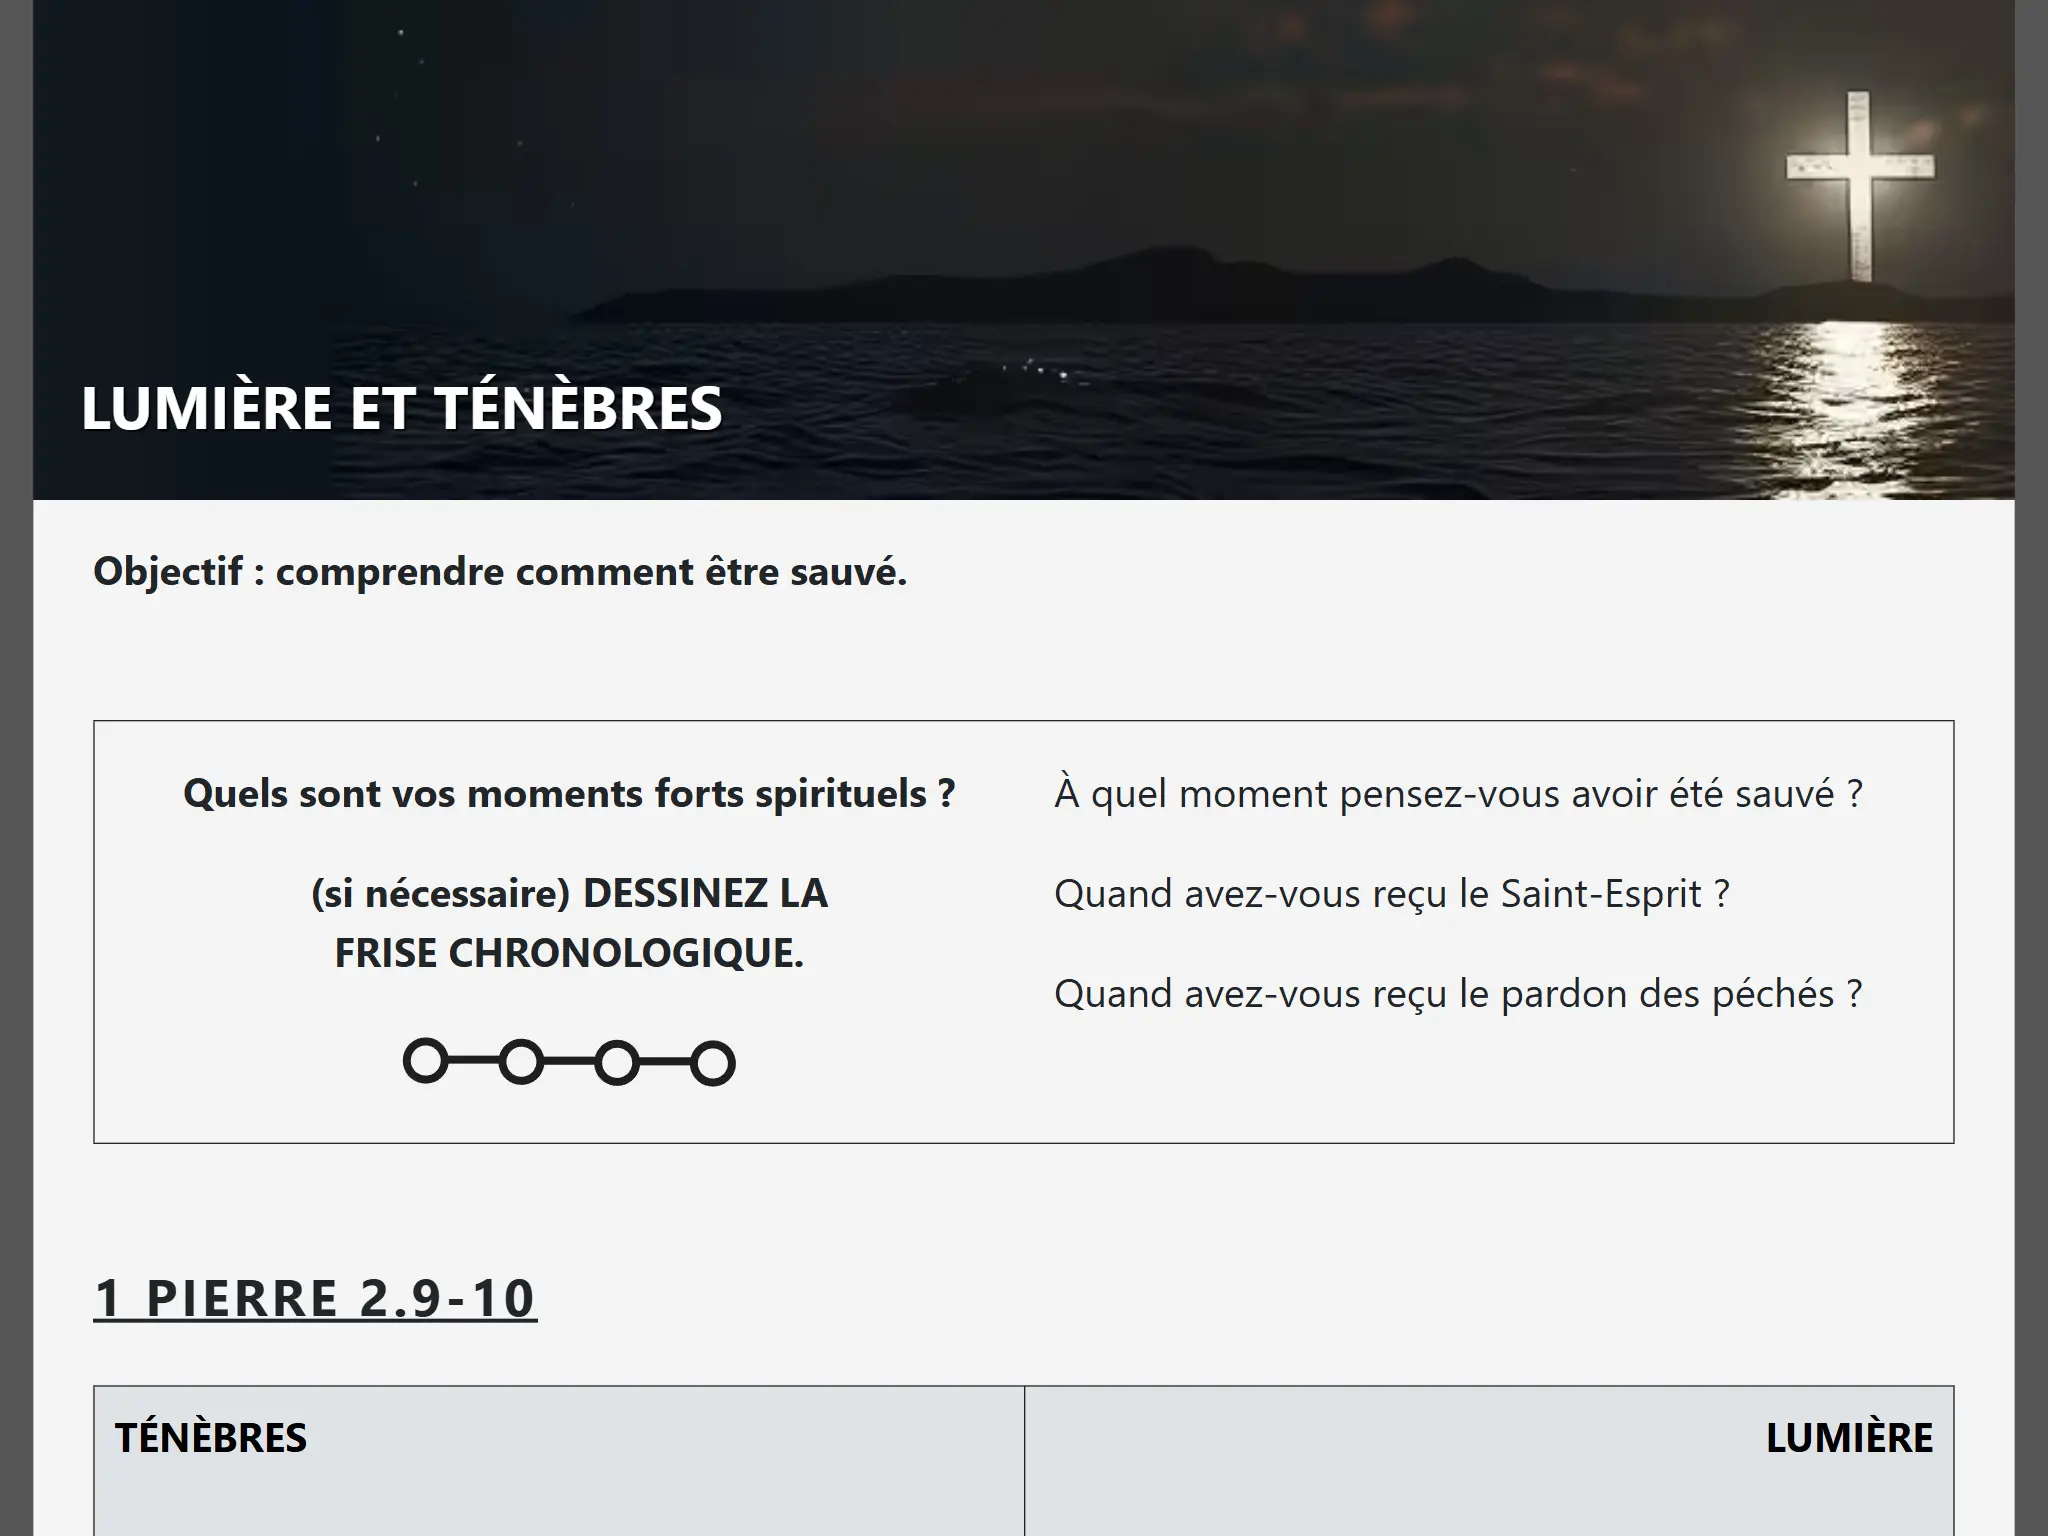 LUMIÈRE ET TÉNÈBRES
Objectif : comprendre comment être sauvé.
Quels sont vos moments forts spirituels ?
(si nécessaire) DESSINEZ LA
FRISE CHRONOLOGIQUE.
À quel moment pensez-vous avoir été sauvé ?
Quand avez-vous reçu le Saint-Esprit ?
Quand avez-vous reçu le pardon des péchés ?
1 PIERRE 2.9-10
TÉNÈBRES
LUMIÈRE